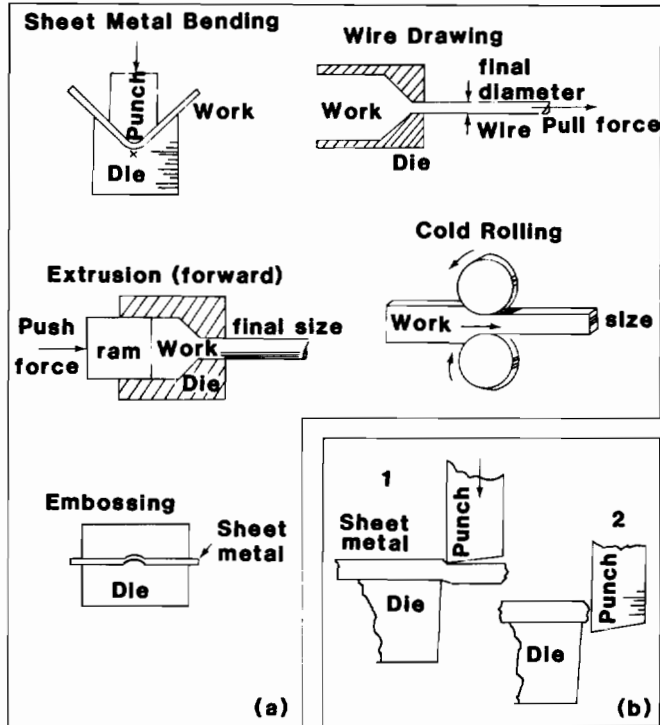 Sheet Metal Bending
Punch
Work
Die
Wire Drawing
final
diameter
Work
Wire
Pull force
Die
Cold Rolling
Work
size
Extrusion (forward)
Push
force
ram
Work
final size
Die
Embossing
Sheet
metal
Die
(a)
1
Sheet
metal
Punch
Die
2
Punch
Die
(b)